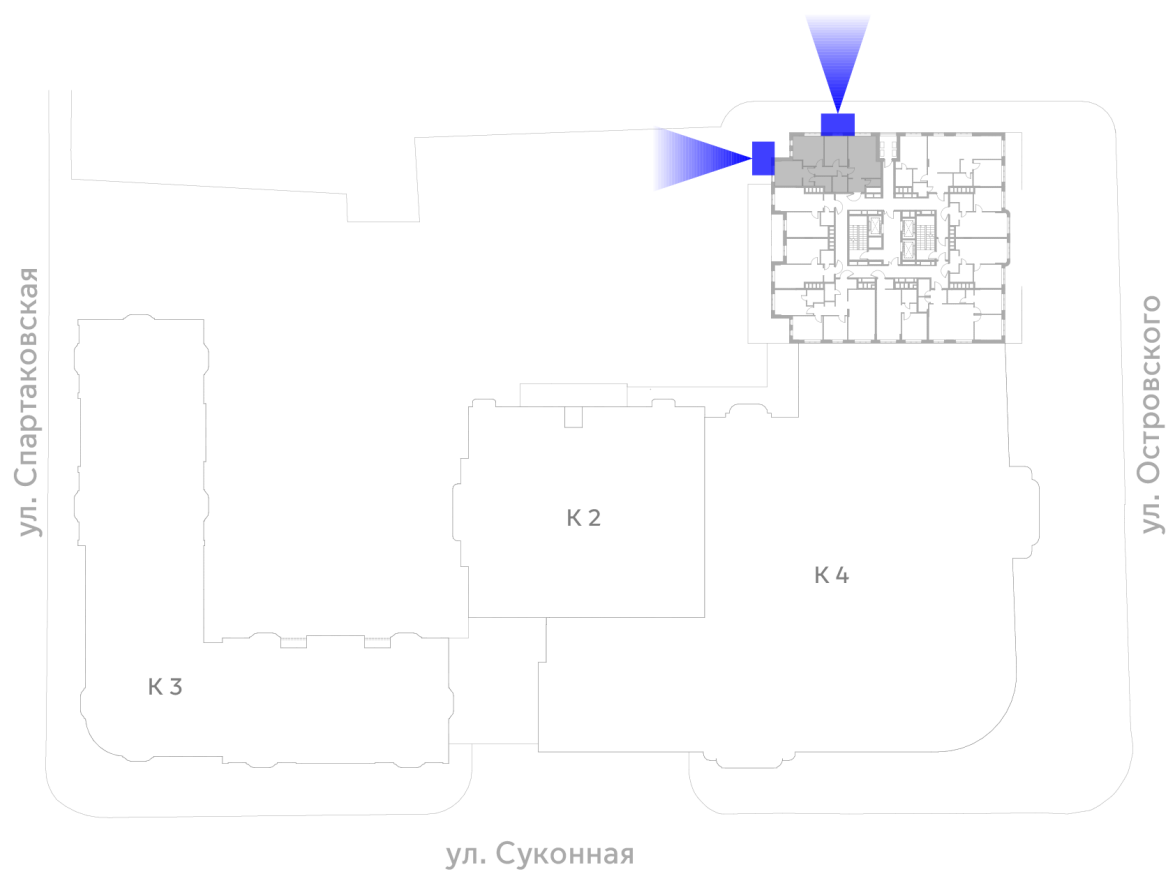 ул. Спартаковская
ул. Островского
К 2
К 4
К 3
ул. Суконная